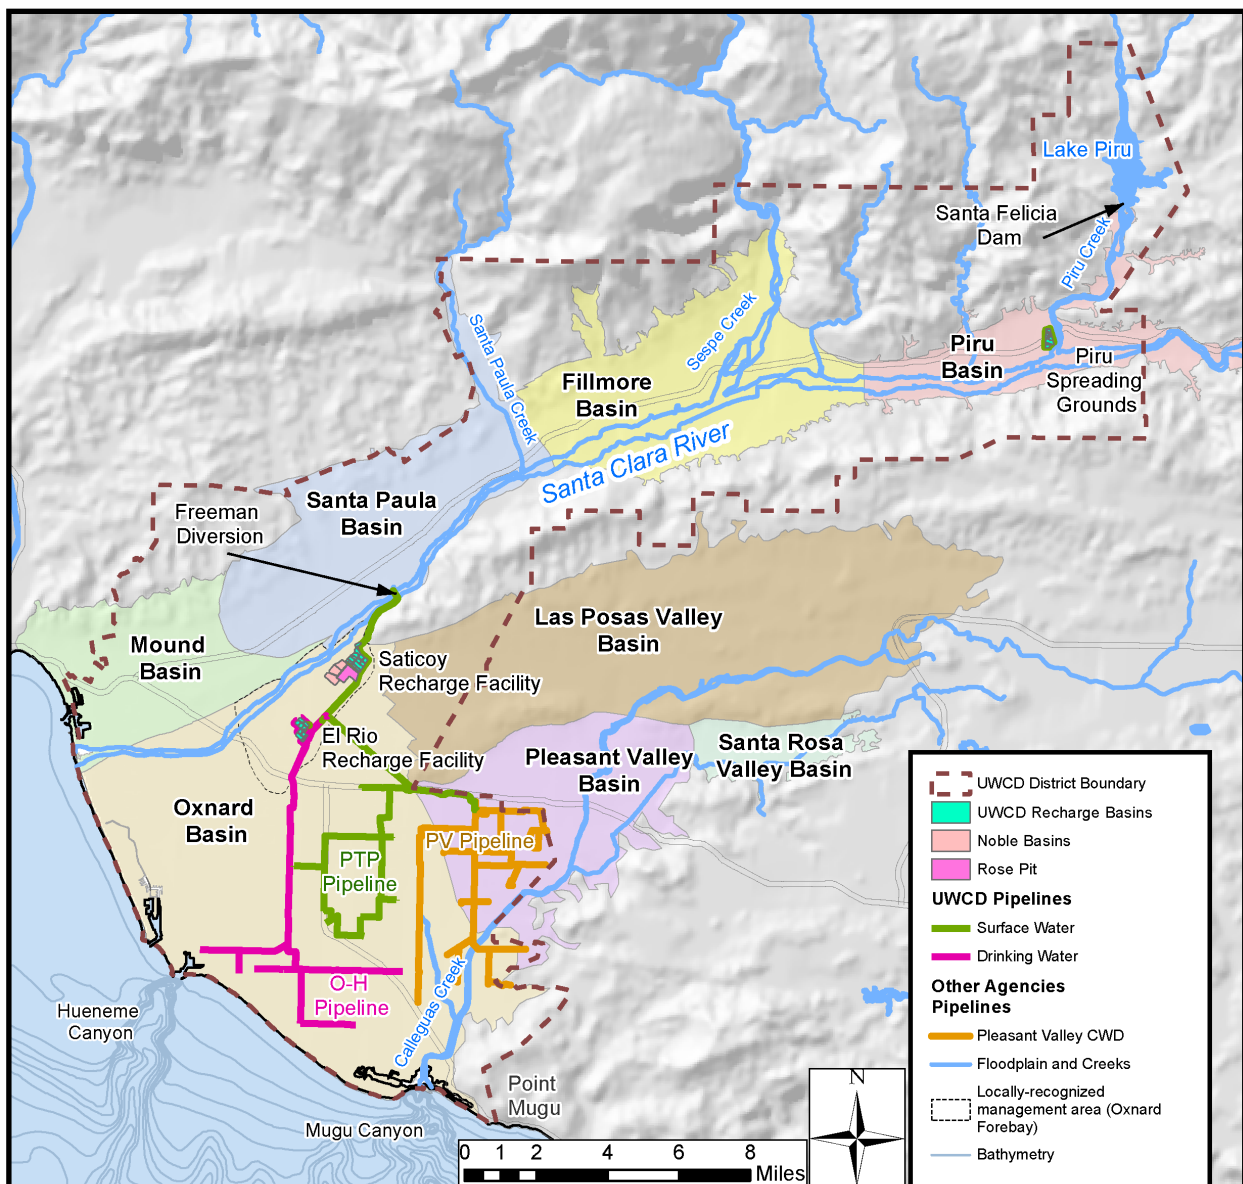 Lake Piru
Santa Felicia
Dam
Piru Creek
Santa Paula Creek
Sespe Creek
Piru
Basin
Piru
Spreading
Grounds
Fillmore
Basin
Santa Clara River
Santa Paula
Basin
Freeman
Diversion
Las Posas Valley
Basin
Mound
Basin
Saticoy
Recharge Facility
El Rio
Recharge Facility
Pleasant Valley
Basin
Santa Rosa
Valley Basin
Oxnard
Basin
PV Pipeline
PTP
Pipeline
O-H
Pipeline
Calleguas Creek
Hueneme
Canyon
Mugu Canyon
Point
Mugu
UWCD District Boundary
UWCD Recharge Basins
Noble Basins
Rose Pit
UWCD Pipelines
Surface Water
Drinking Water
Other Agencies
Pipelines
Pleasant Valley CWD
Floodplain and Creeks
Locally-recognized
management area (Oxnard
Forebay)
Bathymetry
N
0 1 2 4 6 8
Miles